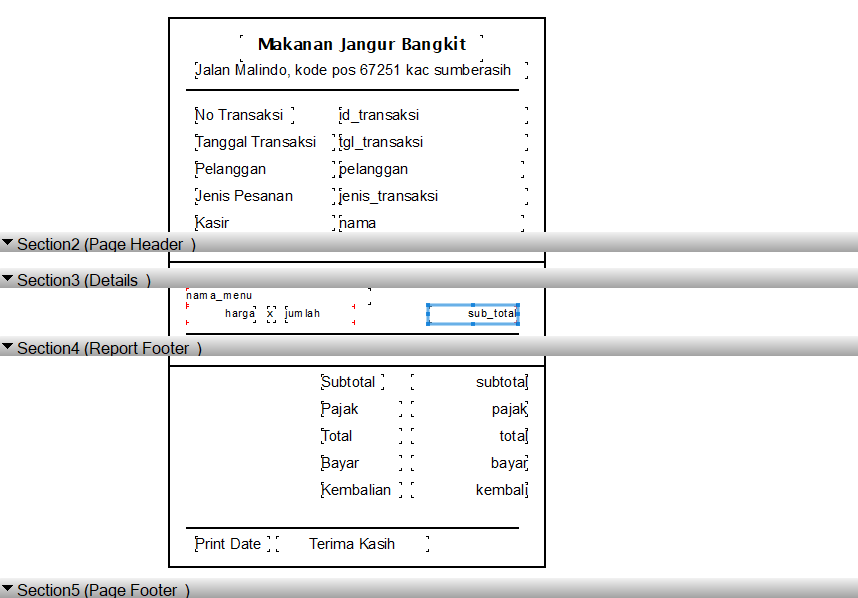 Makanan Jangur Bangkit
Jalan Malindo, kode pos 67251 kac sumberasih
No Transaksi id_transaksi
Tanggal Transaksi tgl_transaksi
Pelanggan pelanggan
Jenis Pesanan jenis_transaksi
Kasir nama
Section2 (Page Header )
Section3 (Details )
nama_menu
harga x jumlah sub_total
Section4 (Report Footer )
Subtotal subtotal
Pajak pajak
Total total
Bayar bayar
Kembalian kembali
Print Date Terima Kasih
Section5 (Page Footer )